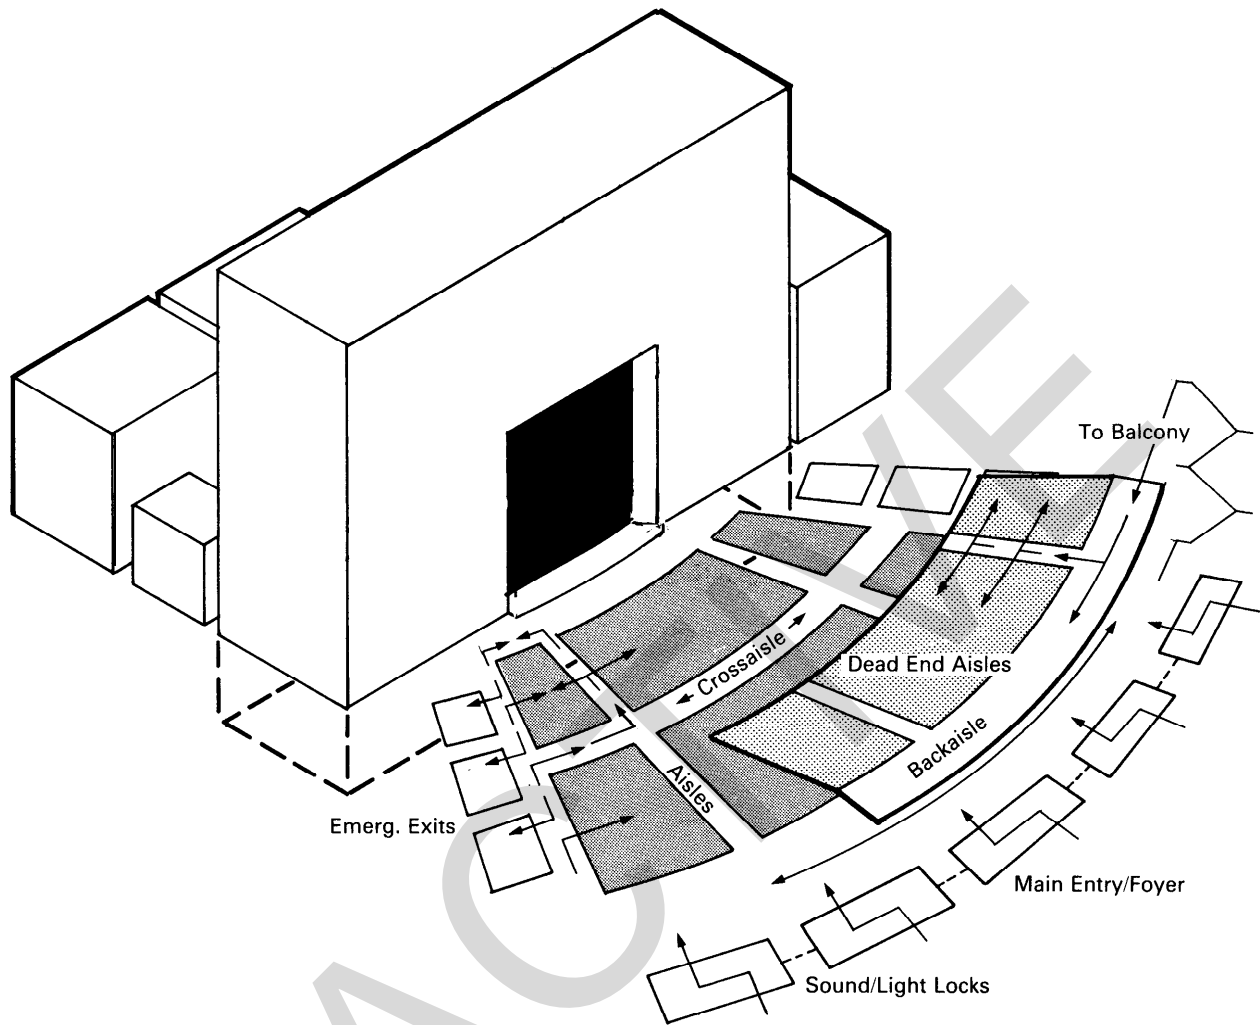 To Balcony
Crossaisle
Dead End Aisles
Backaisle
Aisles
Emerg. Exits
Main Entry/Foyer
Sound/Light Locks